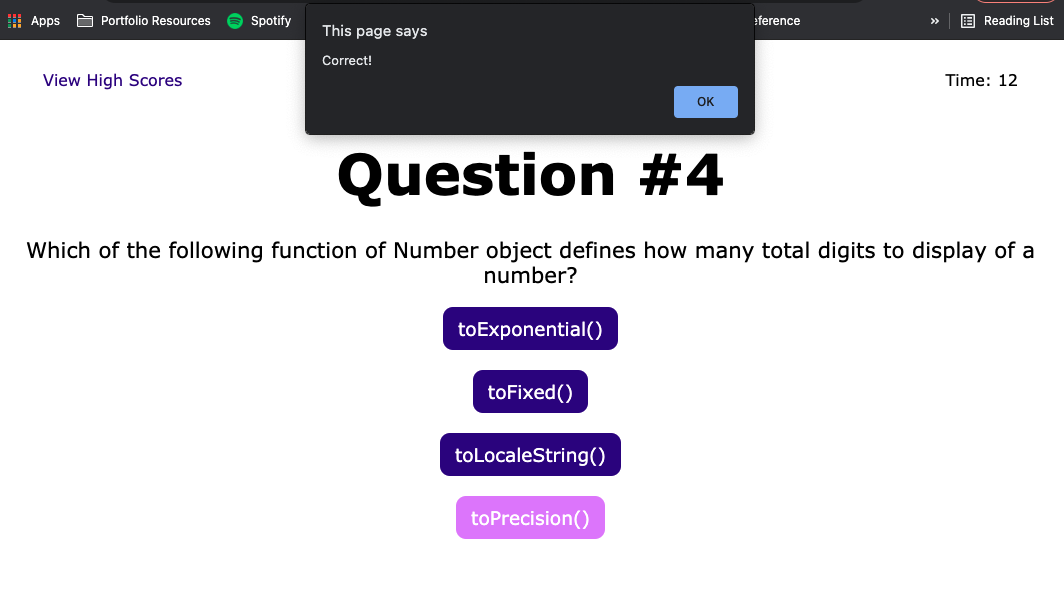 Apps Portfolio Resources Spotify » Reading List
This page says
Correct!
OK
View High Scores
Time: 12
Question #4
Which of the following function of Number object defines how many total digits to display of a
number?
toExponential()
toFixed()
toLocaleString()
toPrecision()